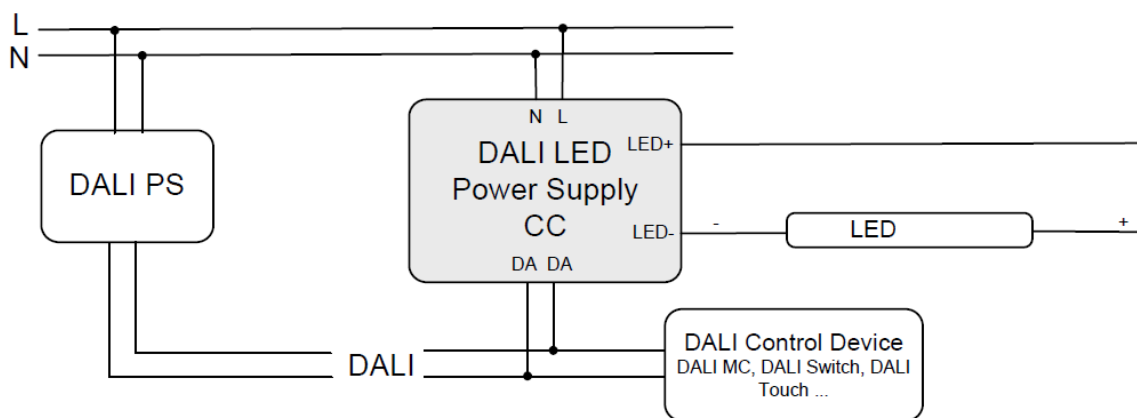 L
N
N L
DALI PS
DALI LED
Power Supply
CC
LED+
LED-
-
LED
+
DA DA
DALI
DALI Control Device
DALI MC, DALI Switch, DALI
Touch ...